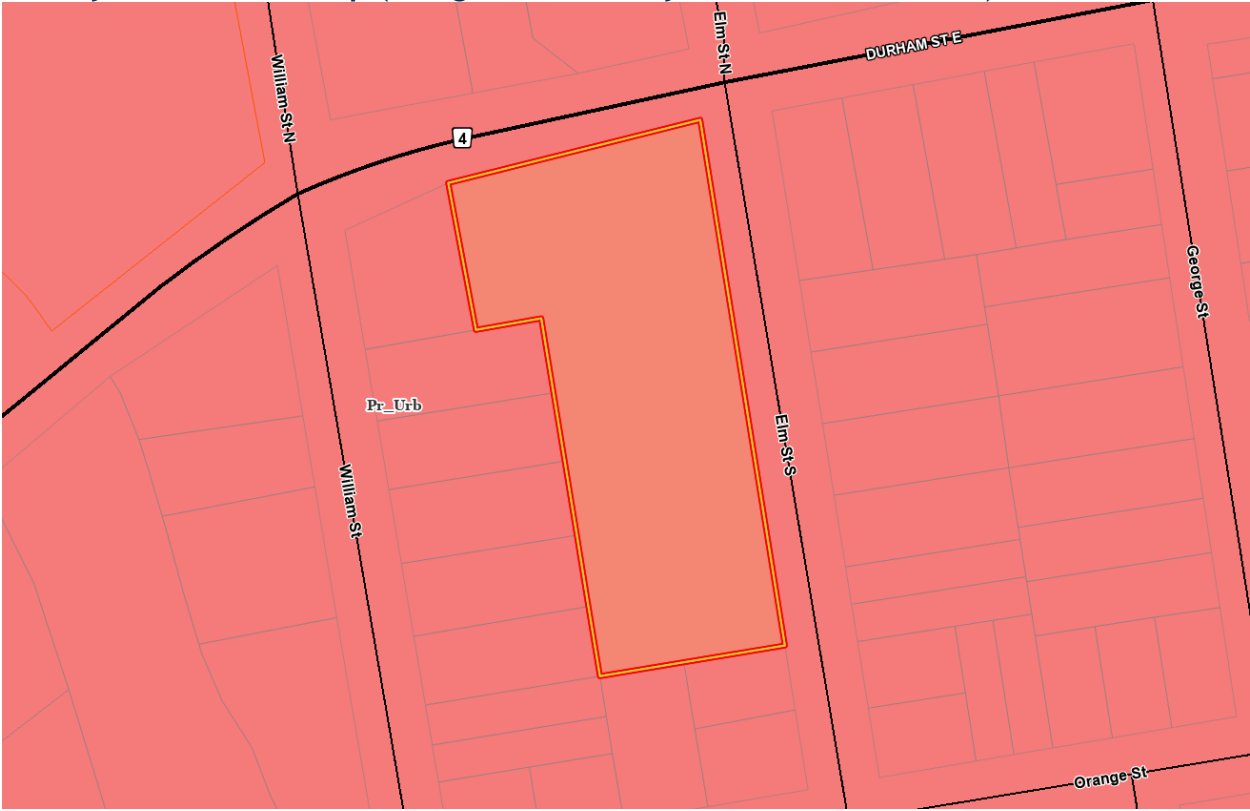 William St N
Elm St N
DURHAM ST E
4
George St
Pr_Urb
Elm St S
William St
Orange St